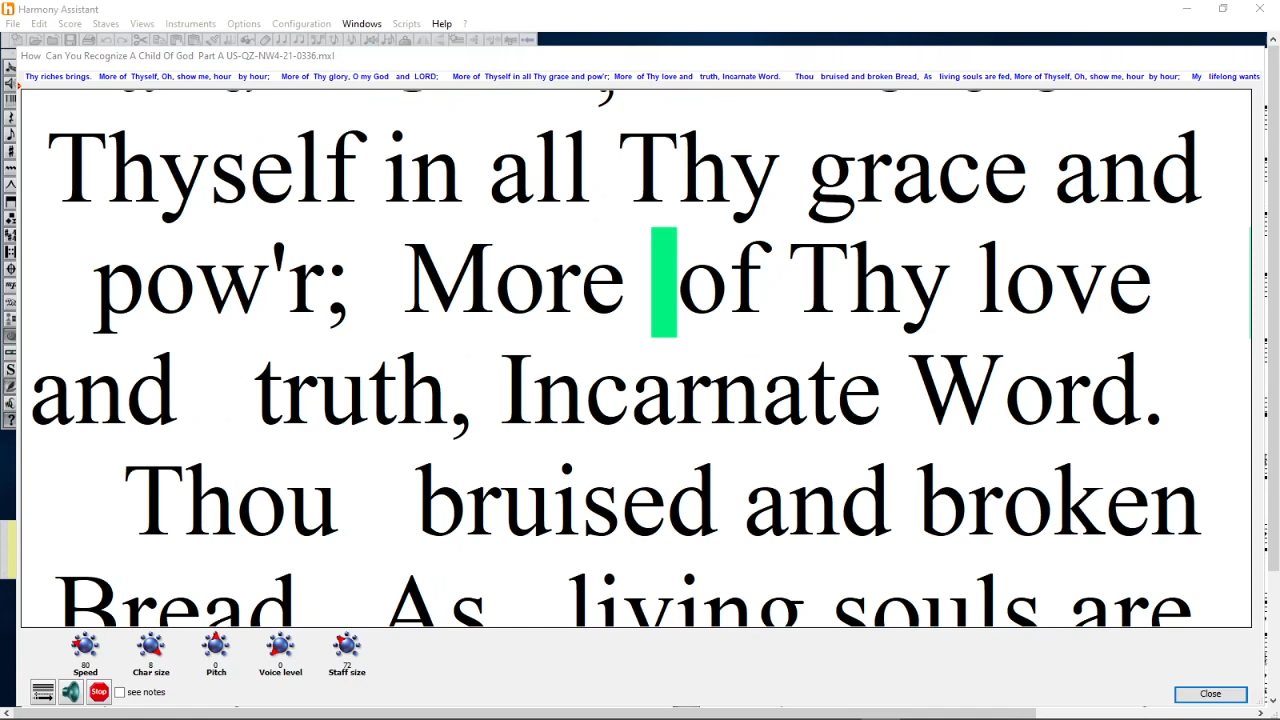 Harmony Assistant
File Edit Score Staves Views Instruments Options Configuration Windows Scripts Help ?
How Can You Recognize A Child Of God Part A US-QZ-NW4-21-0336.mxl
Thy riches brings. More of Thyself, Oh, show me, hour by hour; More of Thy glory, O my God and LORD; More of Thyself in all Thy grace and pow'r; More of Thy love and truth, Incarnate Word. Thou bruised and broken Bread, As living souls are fed, More of Thyself, Oh, show me, hour by hour; My lifelong wants
Thyself in all Thy grace and
pow'r; More of Thy love
and truth, Incarnate Word.
Thou bruised and broken
Bread As living souls are
80 8 0 0 72
Speed Char size Pitch Voice level Staff size
Stop see notes Close